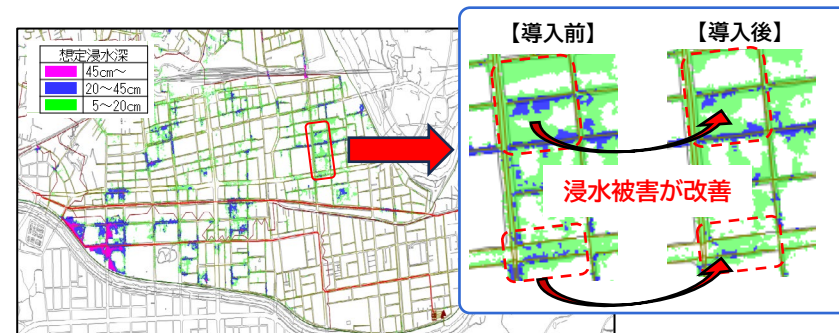 想定浸水深
45cm～
20～45cm
5～20cm
【導入前】
【導入後】
浸水被害が改善